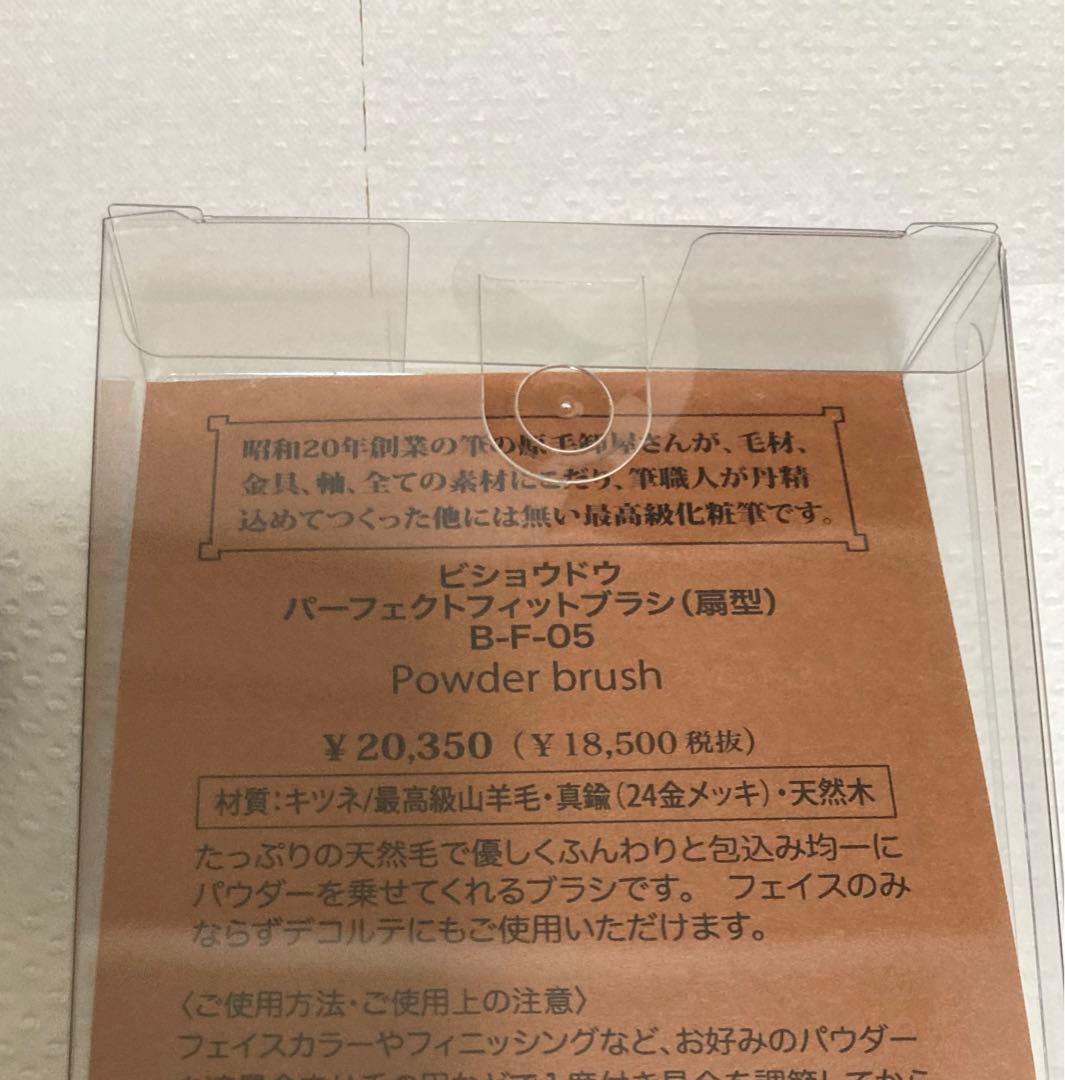 昭和20年創業の筆の原毛卸屋さんが、毛材、
金具、軸、全ての素材にこだり、筆職人が丹精
込めてつくった他には無い最高級化粧筆です。
ビショウドウ
パーフェクトフィットブラシ(扇型)
B-F-05
Powder brush
¥20,350(¥18,500税抜)
材質:キツネ/最高級山羊毛・真鍮(24金メッキ)・天然木
たっぷりの天然毛で優しくふんわりと包込み均一に
パウダーを乗せてくれるブラシです。 フェイスのみ
ならずデコルテにもご使用いただけます。
〈ご使用方法・ご使用上の注意〉
フェイスカラーやフィニッシングなど、お好みのパウダー